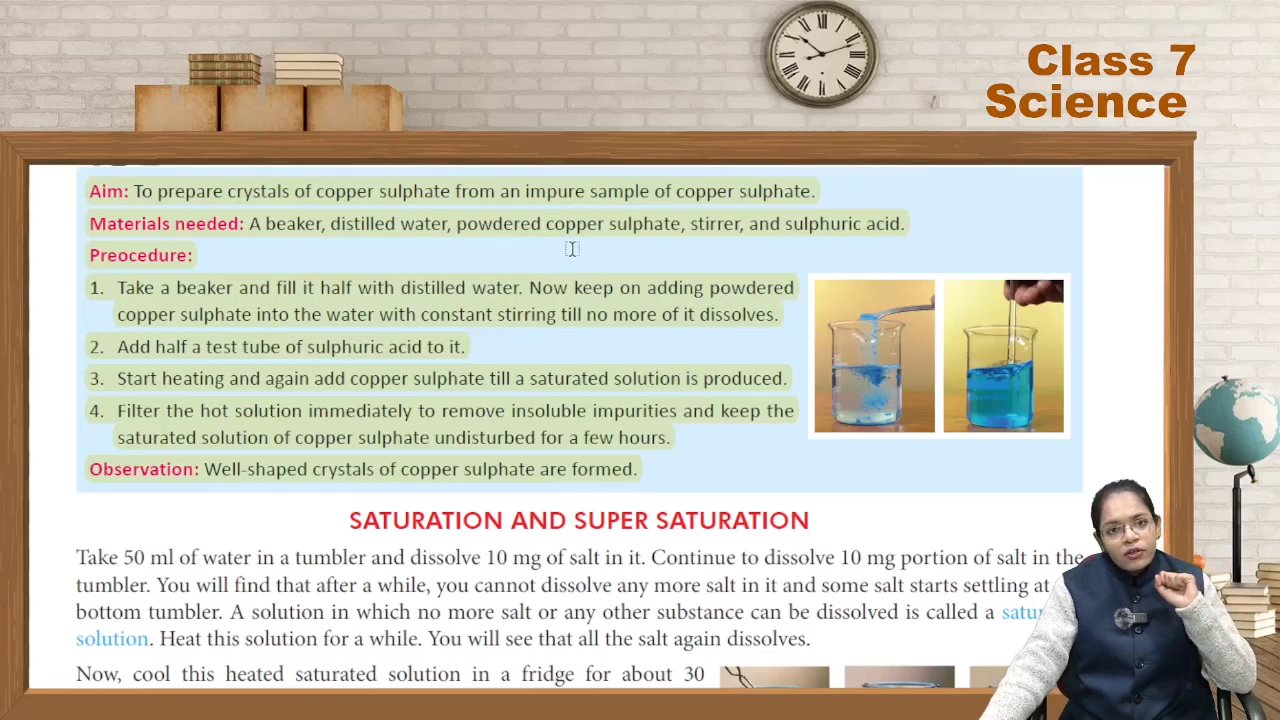 Class 7
Science
Aim: To prepare crystals of copper sulphate from an impure sample of copper sulphate.
Materials needed: A beaker, distilled water, powdered copper sulphate, stirrer, and sulphuric acid.
Preocedure:
1. Take a beaker and fill it half with distilled water. Now keep on adding powdered
copper sulphate into the water with constant stirring till no more of it dissolves.
2. Add half a test tube of sulphuric acid to it.
3. Start heating and again add copper sulphate till a saturated solution is produced.
4. Filter the hot solution immediately to remove insoluble impurities and keep the
saturated solution of copper sulphate undisturbed for a few hours.
Observation: Well-shaped crystals of copper sulphate are formed.
SATURATION AND SUPER SATURATION
Take 50 ml of water in a tumbler and dissolve 10 mg of salt in it. Continue to dissolve 10 mg portion of salt in the
tumbler. You will find that after a while, you cannot dissolve any more salt in it and some salt starts settling at
bottom tumbler. A solution in which no more salt or any other substance can be dissolved is called a
solution. Heat this solution for a while. You will see that all the salt again dissolves.
Now, cool this heated saturated solution in a fridge for about 30